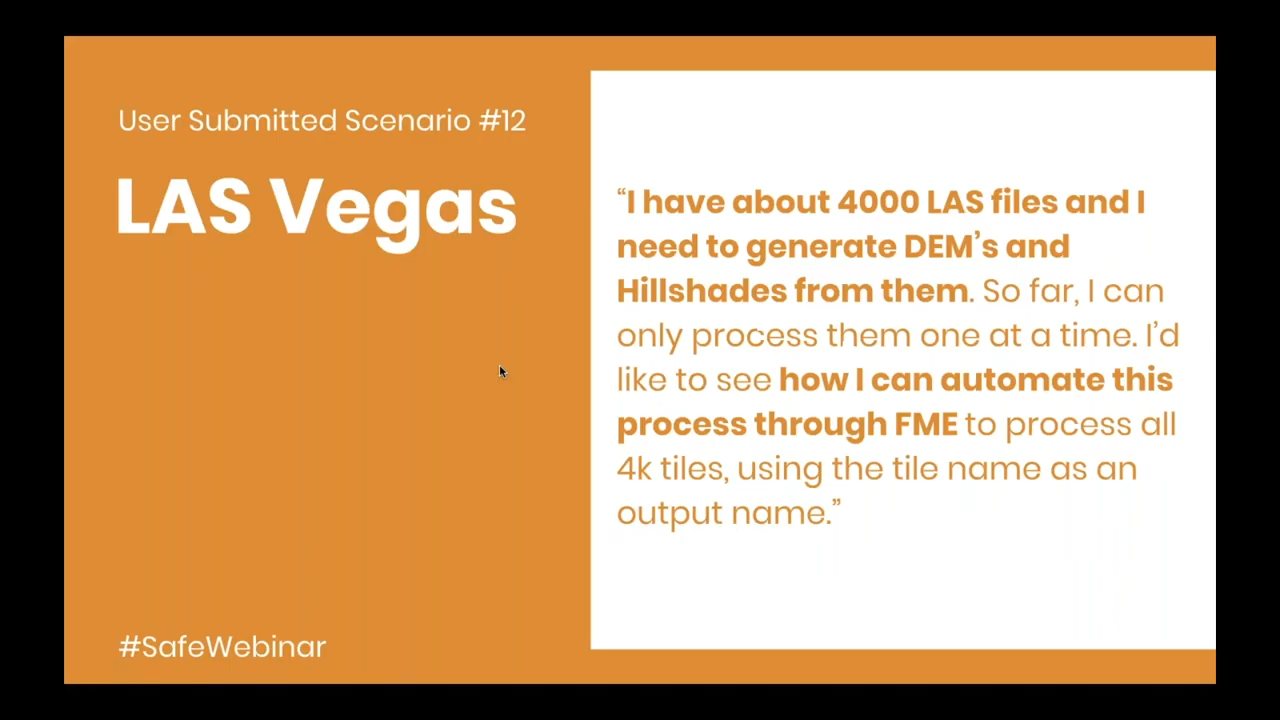 User Submitted Scenario #12
LAS Vegas
“I have about 4000 LAS files and I
need to generate DEM’s and
Hillshades from them. So far, I can
only process them one at a time. I’d
like to see how I can automate this
process through FME to process all
4k tiles, using the tile name as an
output name.”
#SafeWebinar